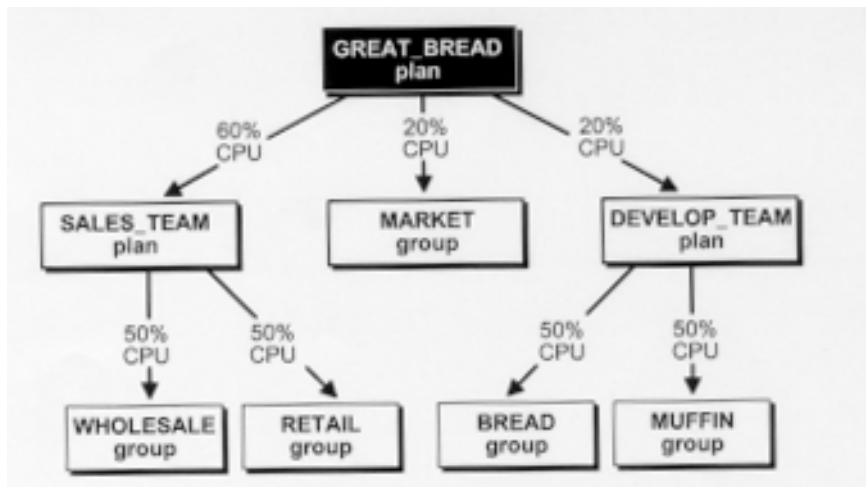 GREAT_BREAD
plan
60%
CPU
20%
CPU
20%
CPU
SALES_TEAM
plan
MARKET
group
DEVELOP_TEAM
plan
50%
CPU
50%
CPU
50%
CPU
50%
CPU
WHOLESALE
group
RETAIL
group
BREAD
group
MUFFIN
group